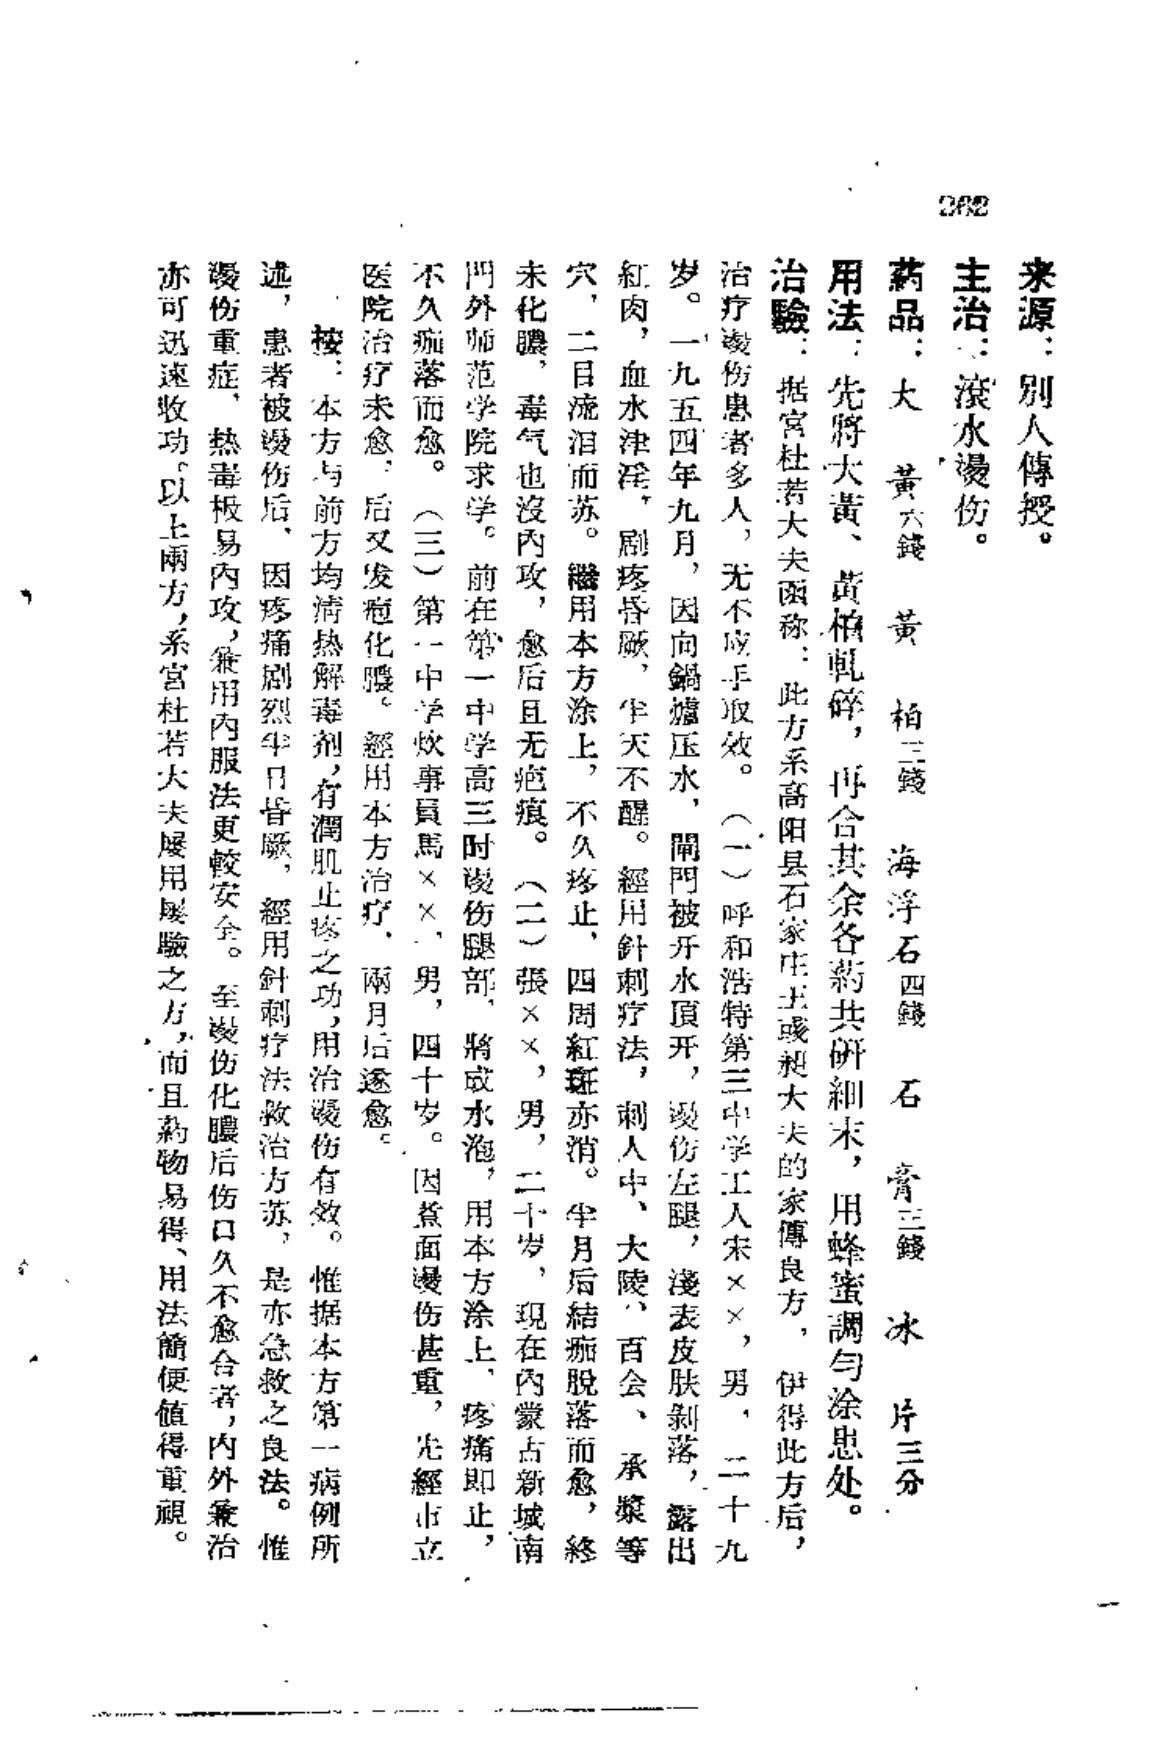 262
来源：別人傳授。
主治：滾水燙伤。
葯品：大　黄六錢　黄　柏三錢　海浮石四錢　石　膏三錢　冰　片三分
用法：先將大黃、黃柏軋碎，再合其余各葯共硏細末，用蜂蜜調勻涂患处。
治驗：据宮杜若大夫函称：此方系高阳县石家庄王彧昶大夫的家傳良方，伊得此方后，
治疗燙伤患者多人，无不应手取效。（一）呼和浩特第三中学工人宋××，男，二十九
岁。一九五四年九月，因向鍋爐压水，閘門被开水頂开，燙伤左腿，淺表皮肤剝落，露出
紅肉，血水津淫，剧疼昏厥，半天不醒。經用針刺疗法，刺人中、大陵、百会、承漿等
穴，二目流泪而苏。繼用本方涂上，不久疼止，四周紅斑亦消。半月后結痂脫落而愈，終
未化膿，毒气也沒內攻，愈后且无疤痕。（二）張××，男，二十岁，現在內蒙古新城南
門外师范学院求学。前在第一中学高三时燙伤腿部，將成水泡，用本方涂上，疼痛即止，
不久痂落而愈。（三）第一中学炊事員馬××，男，四十岁。因煮面燙伤甚重，先經市立
医院治疗未愈，后又发疱化膿。經用本方治疗，兩月后遂愈。
按：本方与前方均清热解毒剂，有潤肌止疼之功，用治燙伤有效。惟据本方第一病例所
述，患者被燙伤后，因疼痛剧烈半日昏厥，經用針刺疗法救治方苏，是亦急救之良法。惟
燙伤重症，热毒极易內攻，兼用內服法更較安全。至燙伤化膿后伤口久不愈合者，內外兼治
亦可迅速收功。以上兩方，系宮杜若大夫屡用屡驗之方，而且葯物易得、用法簡便値得重視。